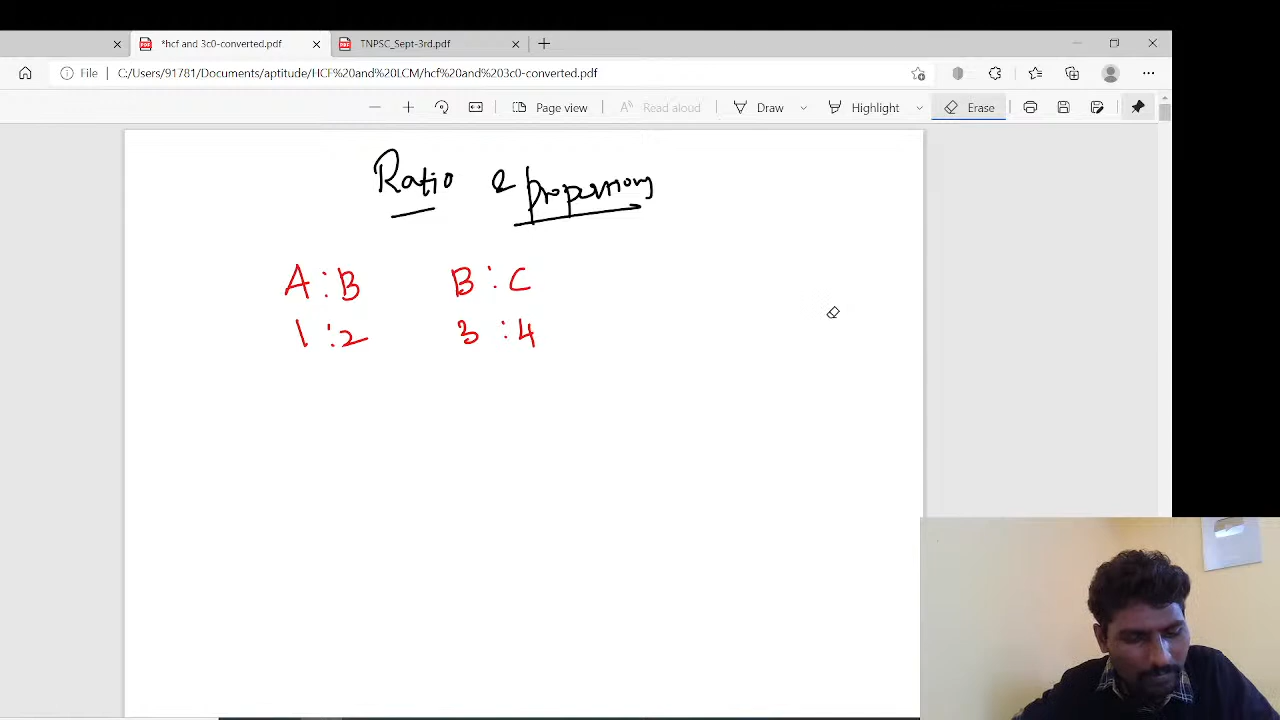 *hcf and 3c0-converted.pdf
TNPSC_Sept-3rd.pdf
File
C:/Users/91781/Documents/aptitude/HCF%20and%20LCM/hcf%20and%203c0-converted.pdf
Page view
Read aloud
Draw
Highlight
Erase
Ratio &
A:B B:C
1:2 3:4